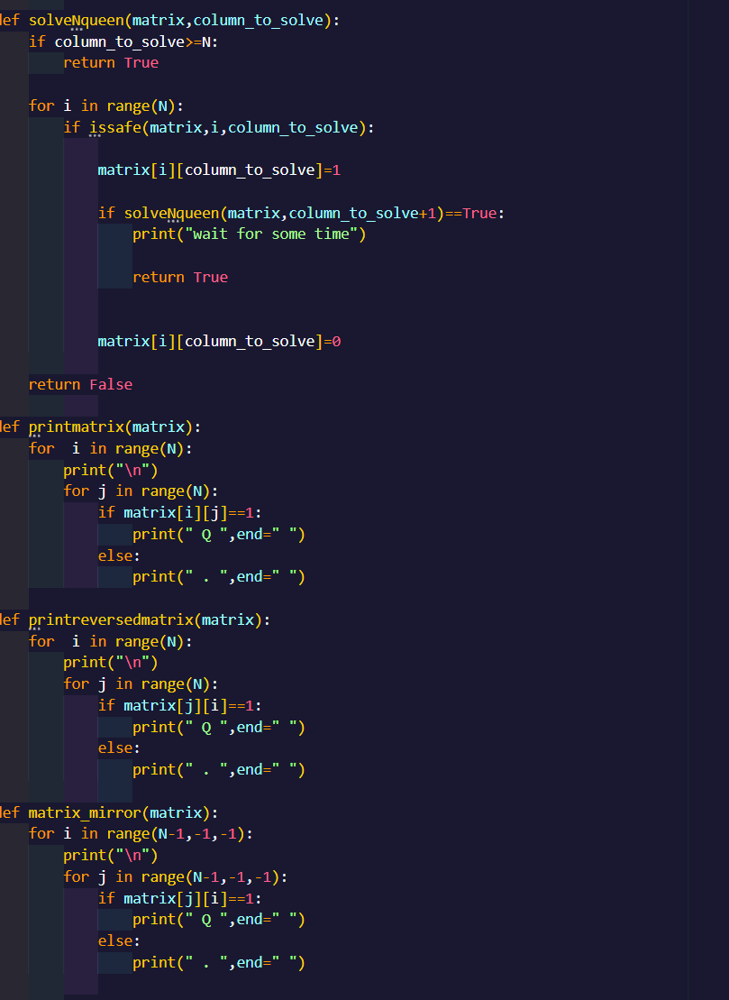 def solveNqueen(matrix,column_to_solve):
    if column_to_solve>=N:
        return True
    for i in range(N):
        if issafe(matrix,i,column_to_solve):
            matrix[i][column_to_solve]=1
            if solveNqueen(matrix,column_to_solve+1)==True:
                print("wait for some time")
                return True
            matrix[i][column_to_solve]=0
    return False
def printmatrix(matrix):
    for  i in range(N):
        print("\n")
        for j in range(N):
            if matrix[i][j]==1:
                print(" Q ",end=" ")
            else:
                print(" . ",end=" ")
def printreversedmatrix(matrix):
    for  i in range(N):
        print("\n")
        for j in range(N):
            if matrix[j][i]==1:
                print(" Q ",end=" ")
            else:
                print(" . ",end=" ")
def matrix_mirror(matrix):
    for i in range(N-1,-1,-1):
        print("\n")
        for j in range(N-1,-1,-1):
            if matrix[j][i]==1:
                print(" Q ",end=" ")
            else:
                print(" . ",end=" ")